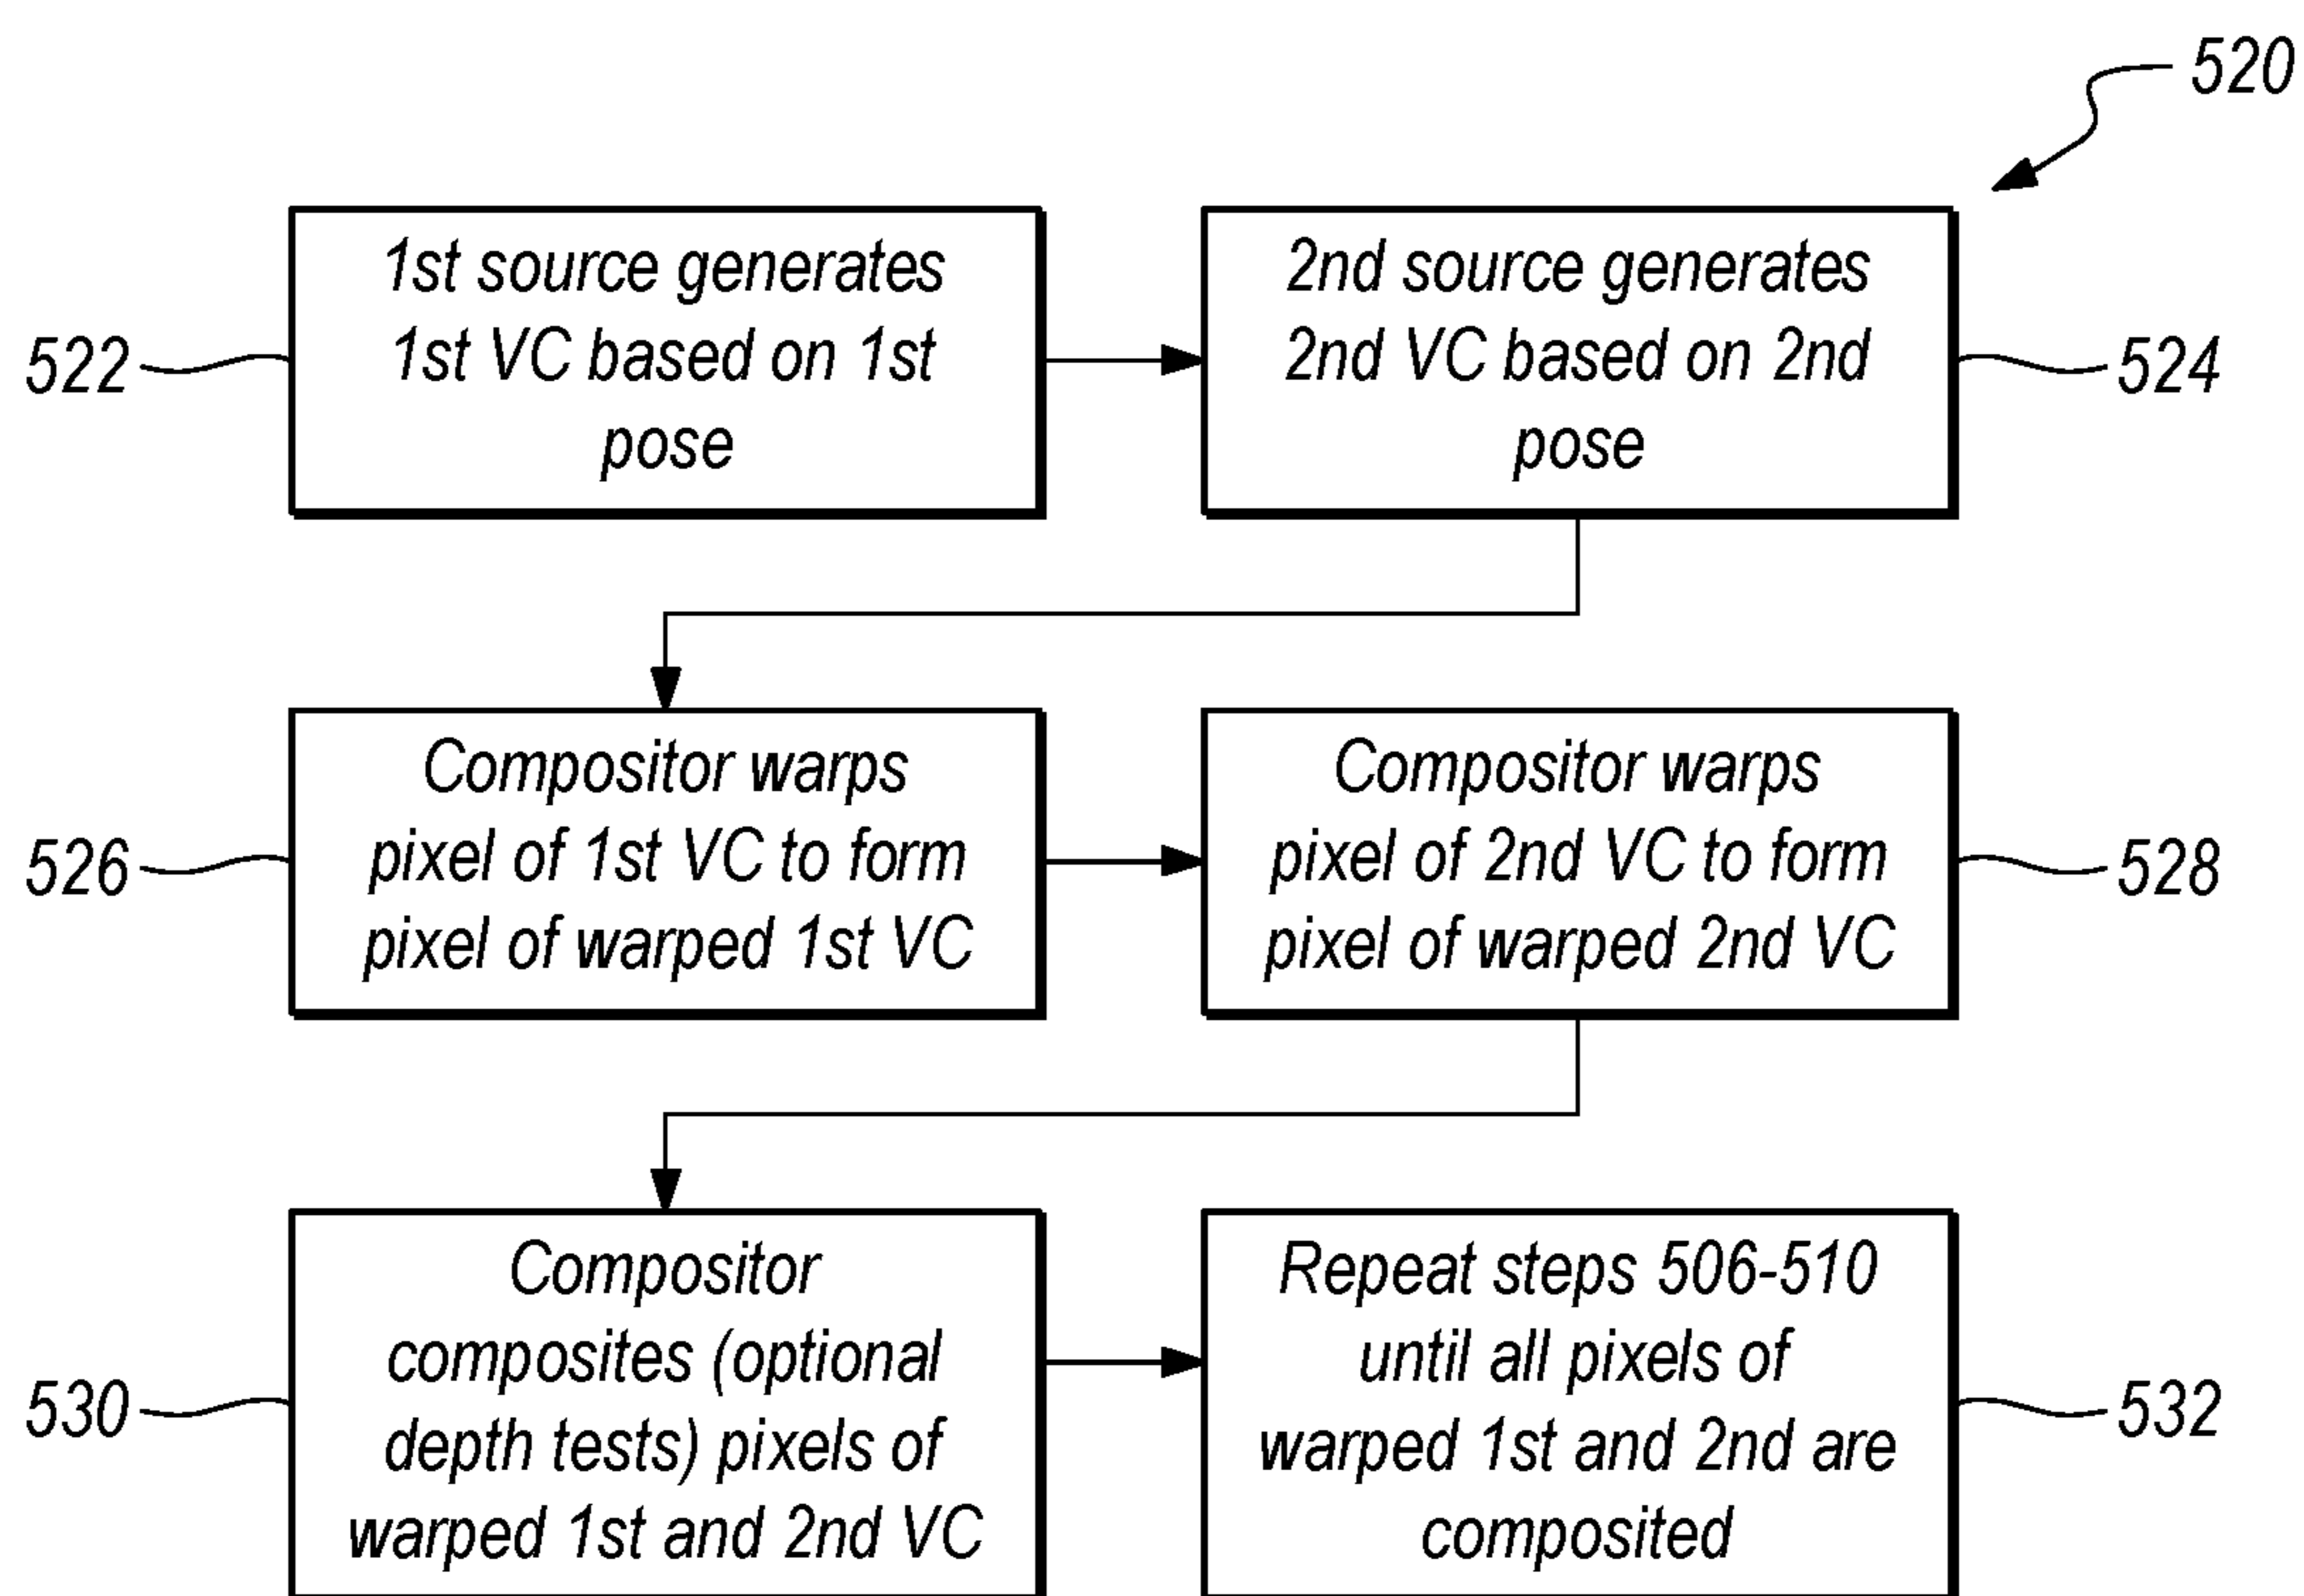 520
1st source generates
1st VC based on 1st
pose
522
2nd source generates
2nd VC based on 2nd
pose
524
Compositor warps
pixel of 1st VC to form
pixel of warped 1st VC
526
Compositor warps
pixel of 2nd VC to form
pixel of warped 2nd VC
528
Compositor
composites (optional
depth tests) pixels of
warped 1st and 2nd VC
530
Repeat steps 506-510
until all pixels of
warped 1st and 2nd are
composited
532